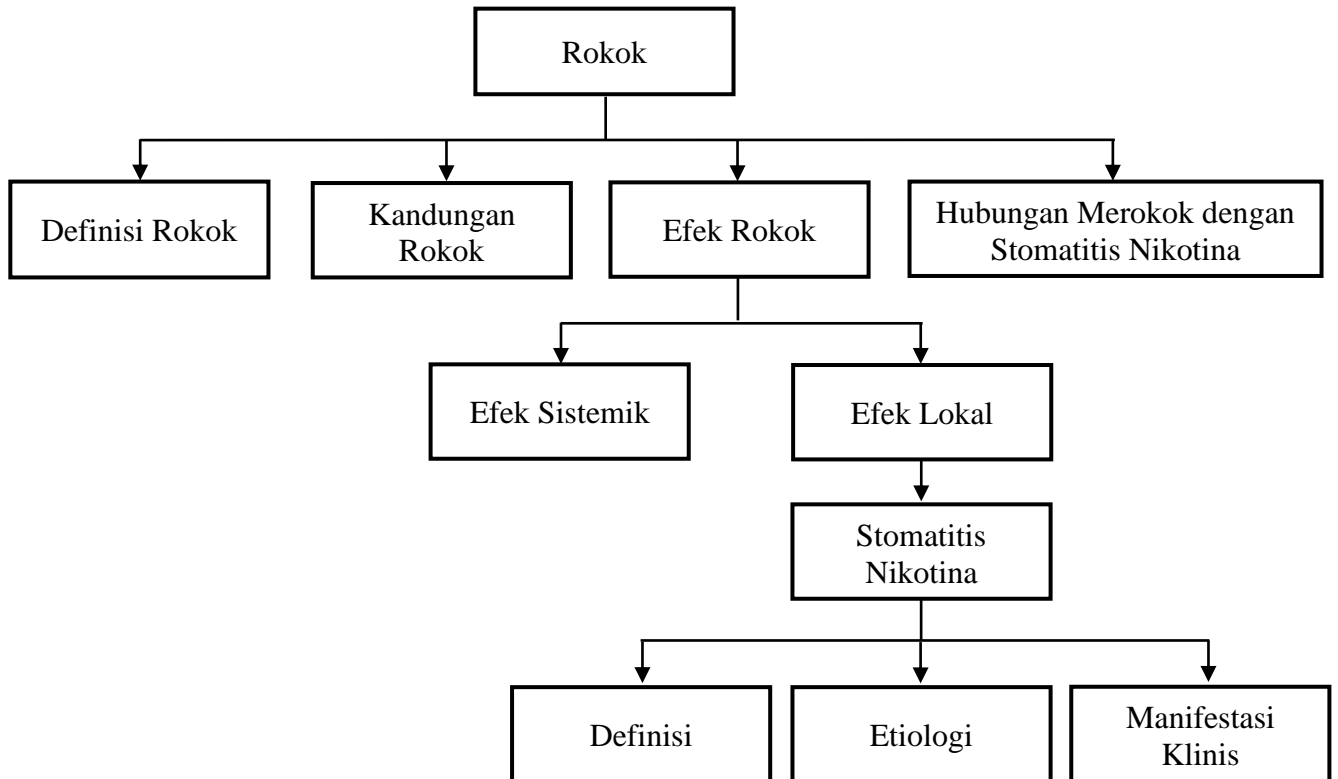 Rokok
Definisi Rokok
Kandungan
Rokok
Efek Rokok
Hubungan Merokok dengan
Stomatitis Nikotina
Efek Sistemik
Efek Lokal
Stomatitis
Nikotina
Definisi
Etiologi
Manifestasi
Klinis